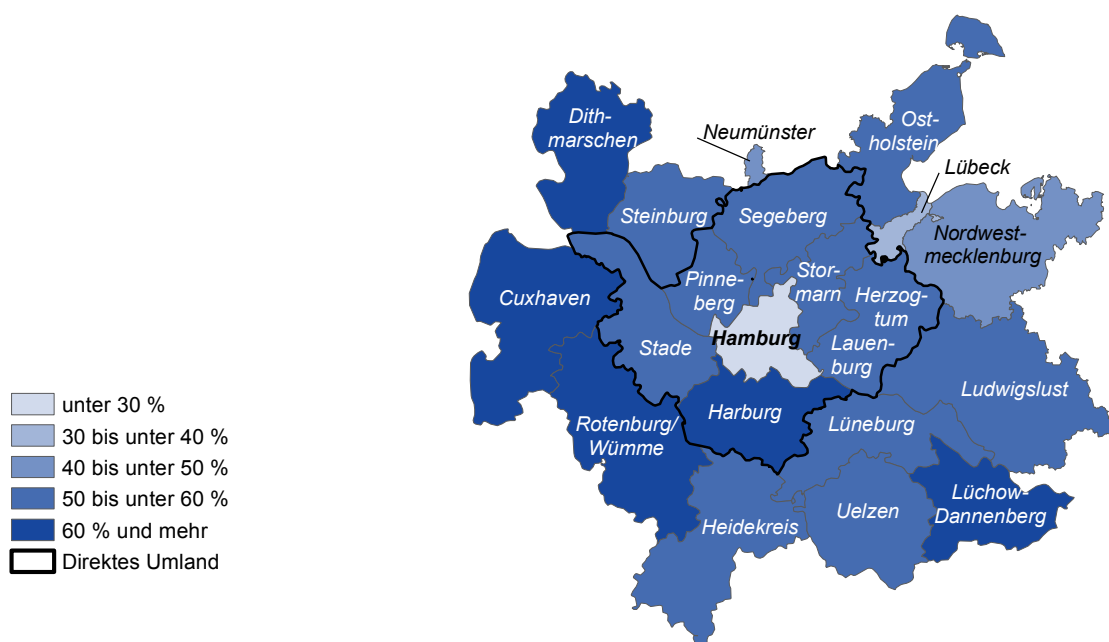 Dith-
marschen
Neumünster
Ost-
holstein
Lübeck
Steinburg
Segeberg
Nordwest-
mecklenburg
Cuxhaven
Pinne-
berg
Stor-
marn
Herzog-
tum
Lauen-
burg
Hamburg
Stade
Ludwigslust
Harburg
Rotenburg/
Wümme
Lüneburg
Lüchow-
Dannenberg
Uelzen
Heidekreis
unter 30 %
30 bis unter 40 %
40 bis unter 50 %
50 bis unter 60 %
60 % und mehr
Direktes Umland